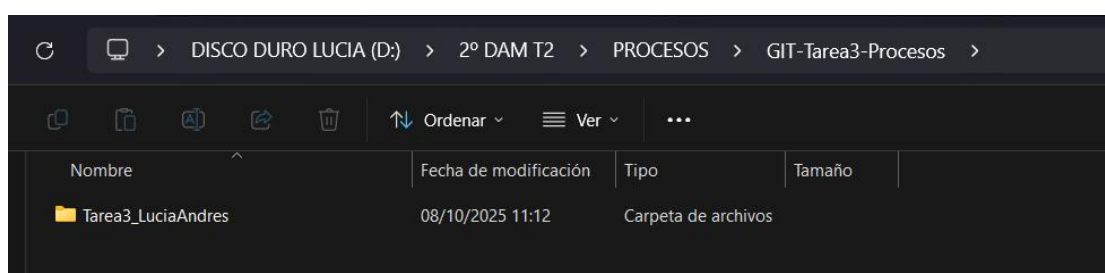 DISCO DURO LUCIA (D:) > 2º DAM T2 > PROCESOS > GIT-Tarea3-Procesos >
Ordenar Ver
Nombre Fecha de modificación Tipo Tamaño
Tarea3_LuciaAndres 08/10/2025 11:12 Carpeta de archivos